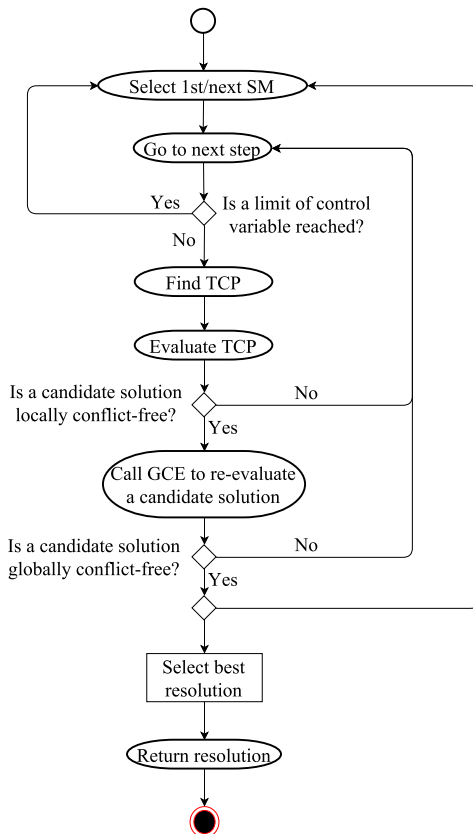 Select 1st/next SM
Go to next step
Yes
Is a limit of control
variable reached?
No
Find TCP
Evaluate TCP
Is a candidate solution
locally conflict-free?
No
Yes
Call GCE to re-evaluate
a candidate solution
Is a candidate solution
globally conflict-free?
No
Yes
Select best
resolution
Return resolution